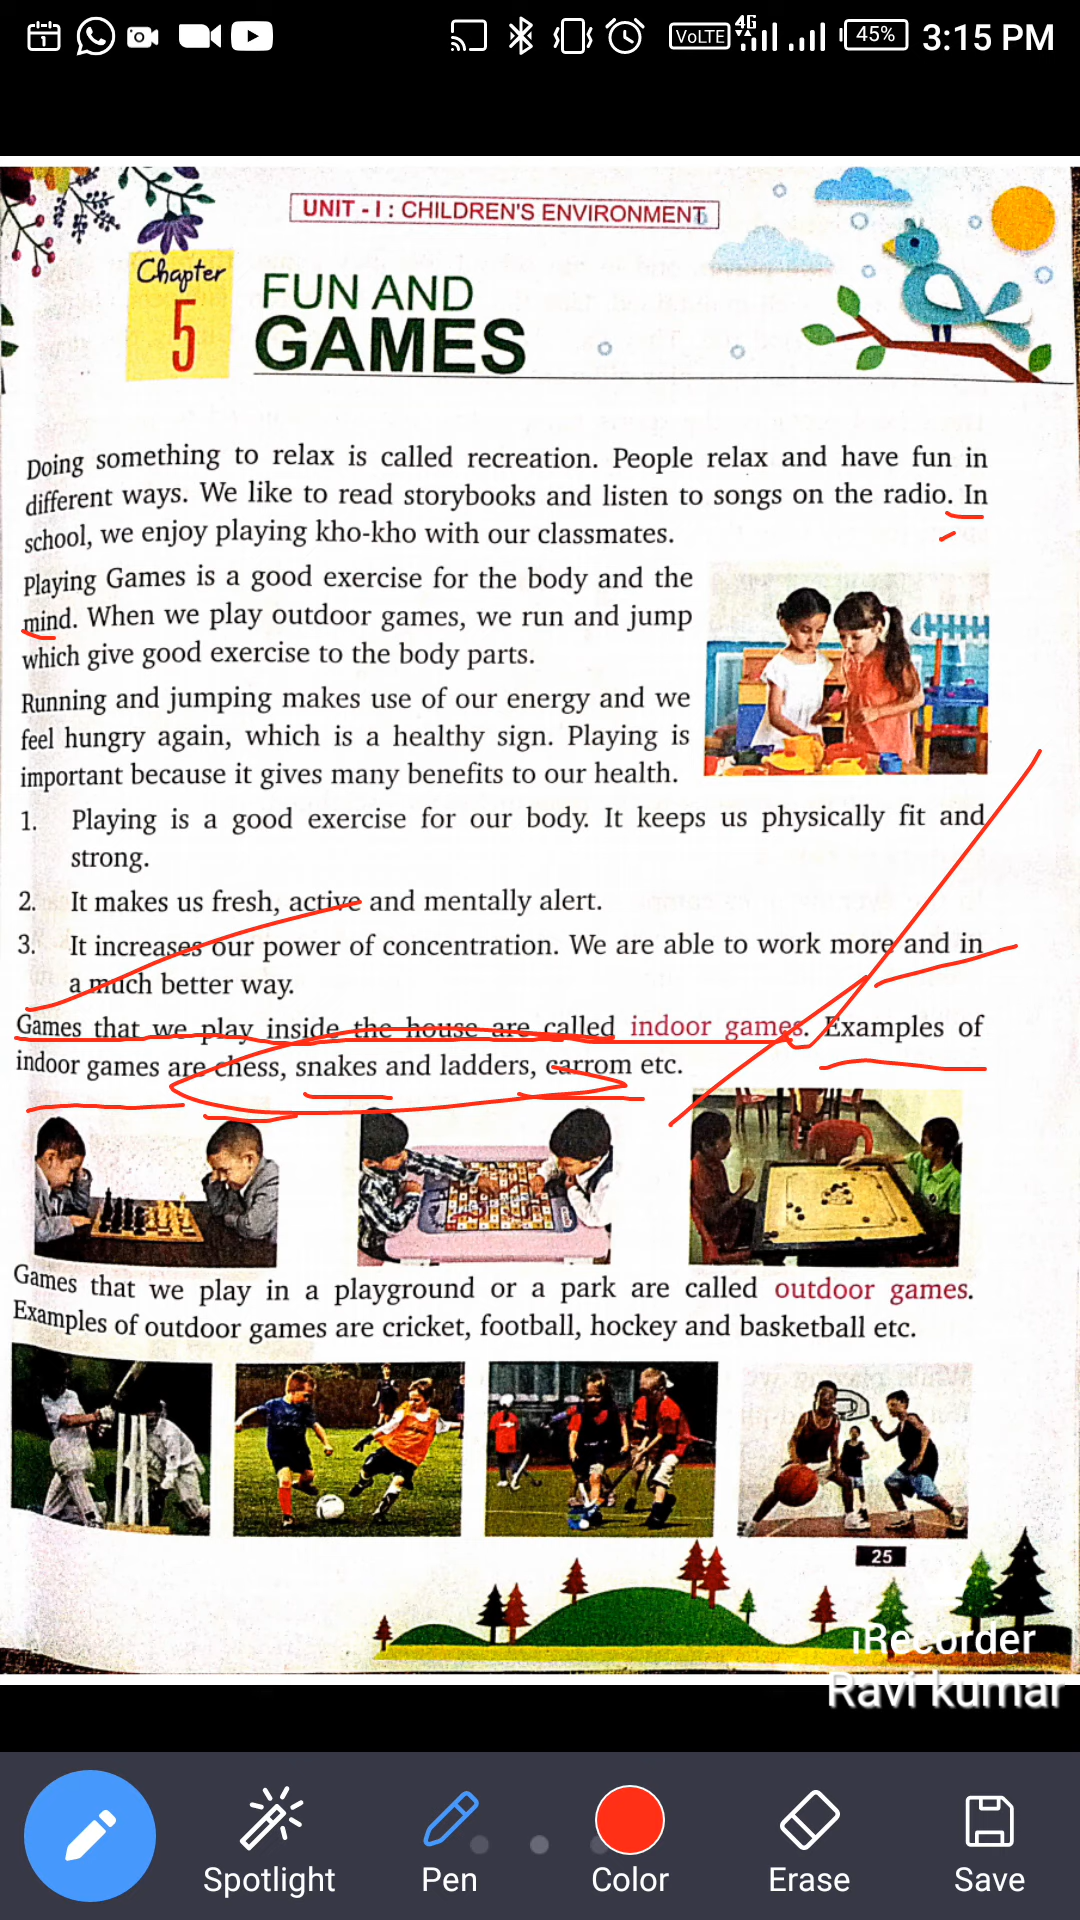 VoLTE 4G 45% 3:15 PM
UNIT - I : CHILDREN'S ENVIRONMENT
Chapter
5
FUN AND
GAMES
Doing something to relax is called recreation. People relax and have fun in
different ways. We like to read storybooks and listen to songs on the radio. In
school, we enjoy playing kho-kho with our classmates.
Playing Games is a good exercise for the body and the
mind. When we play outdoor games, we run and jump
which give good exercise to the body parts.
Running and jumping makes use of our energy and we
feel hungry again, which is a healthy sign. Playing is
important because it gives many benefits to our health.
1. Playing is a good exercise for our body. It keeps us physically fit and
strong.
2. It makes us fresh, active and mentally alert.
3. It increases our power of concentration. We are able to work more and in
a much better way.
Games that we play inside the house are called indoor games. Examples of
indoor games are chess, snakes and ladders, carrom etc.
Games that we play in a playground or a park are called outdoor games.
Examples of outdoor games are cricket, football, hockey and basketball etc.
25
iRecorder
Ravi kumar
Spotlight Pen Color Erase Save